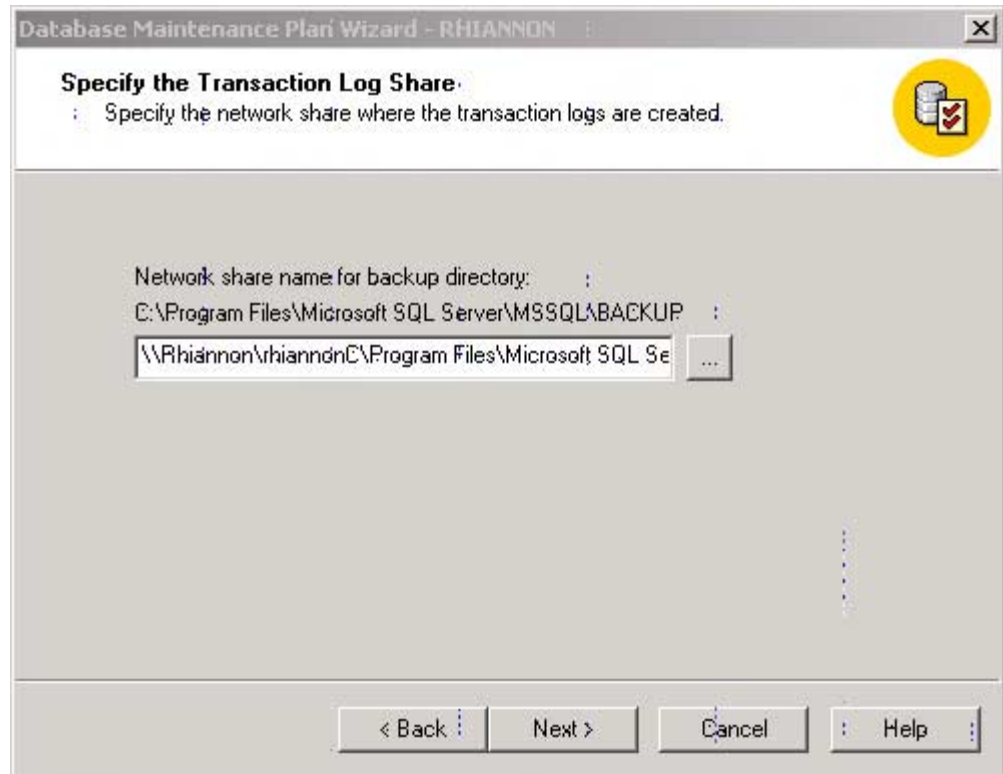 Database Maintenance Plan Wizard - RHIANNON
Specify the Transaction Log Share
Specify the network share where the transaction logs are created.
Network share name for backup directory:
C:\Program Files\Microsoft SQL Server\MSSQL\BACKUP
\\Rhiannon\rhiannonC\Program Files\Microsoft SQL Se
...
< Back
Next >
Cancel
Help